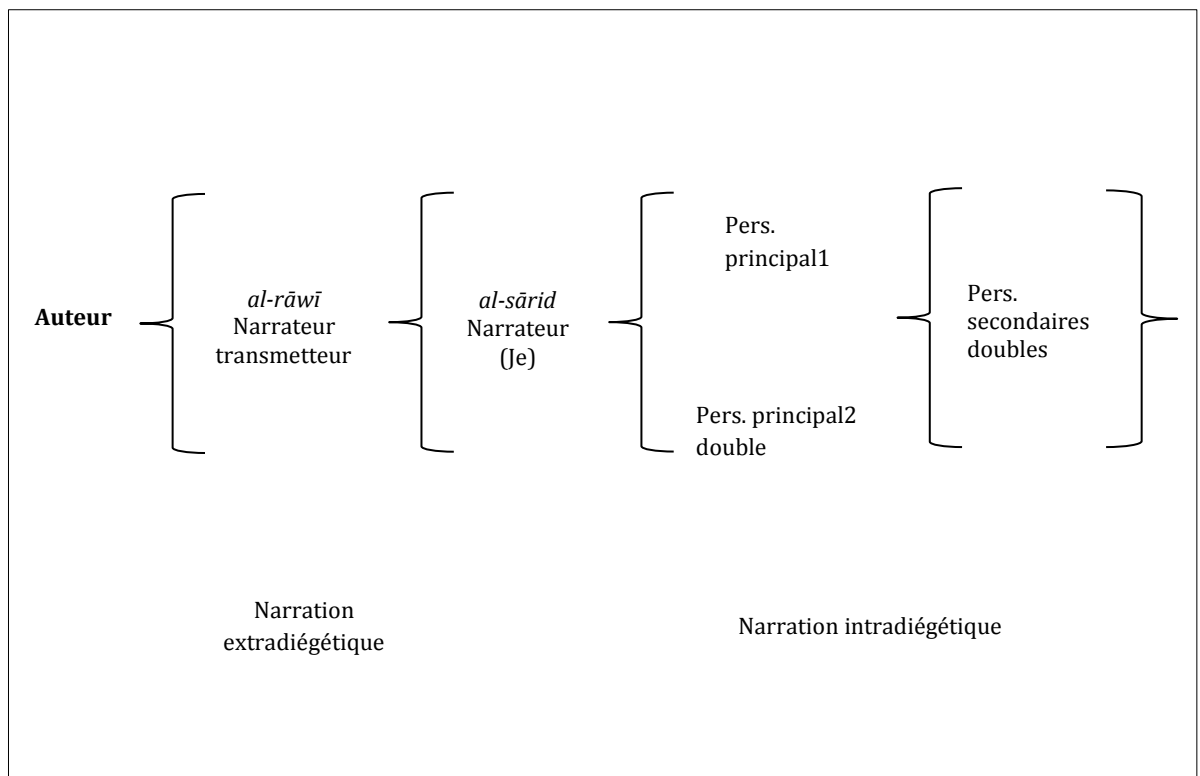 Auteur
al-rāwī
Narrateur
transmetteur
al-sārid
Narrateur
(Je)
Pers.
principal1
Pers. principal2
double
Pers.
secondaires
doubles
Narration
extradiégétique
Narration intradiégétique